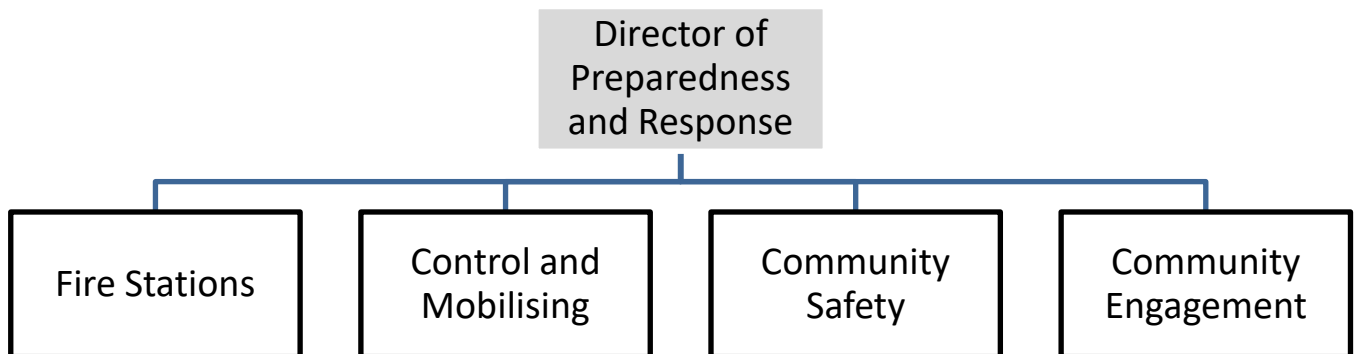 Director of
Preparedness
and Response
Fire Stations
Control and
Mobilising
Community
Safety
Community
Engagement